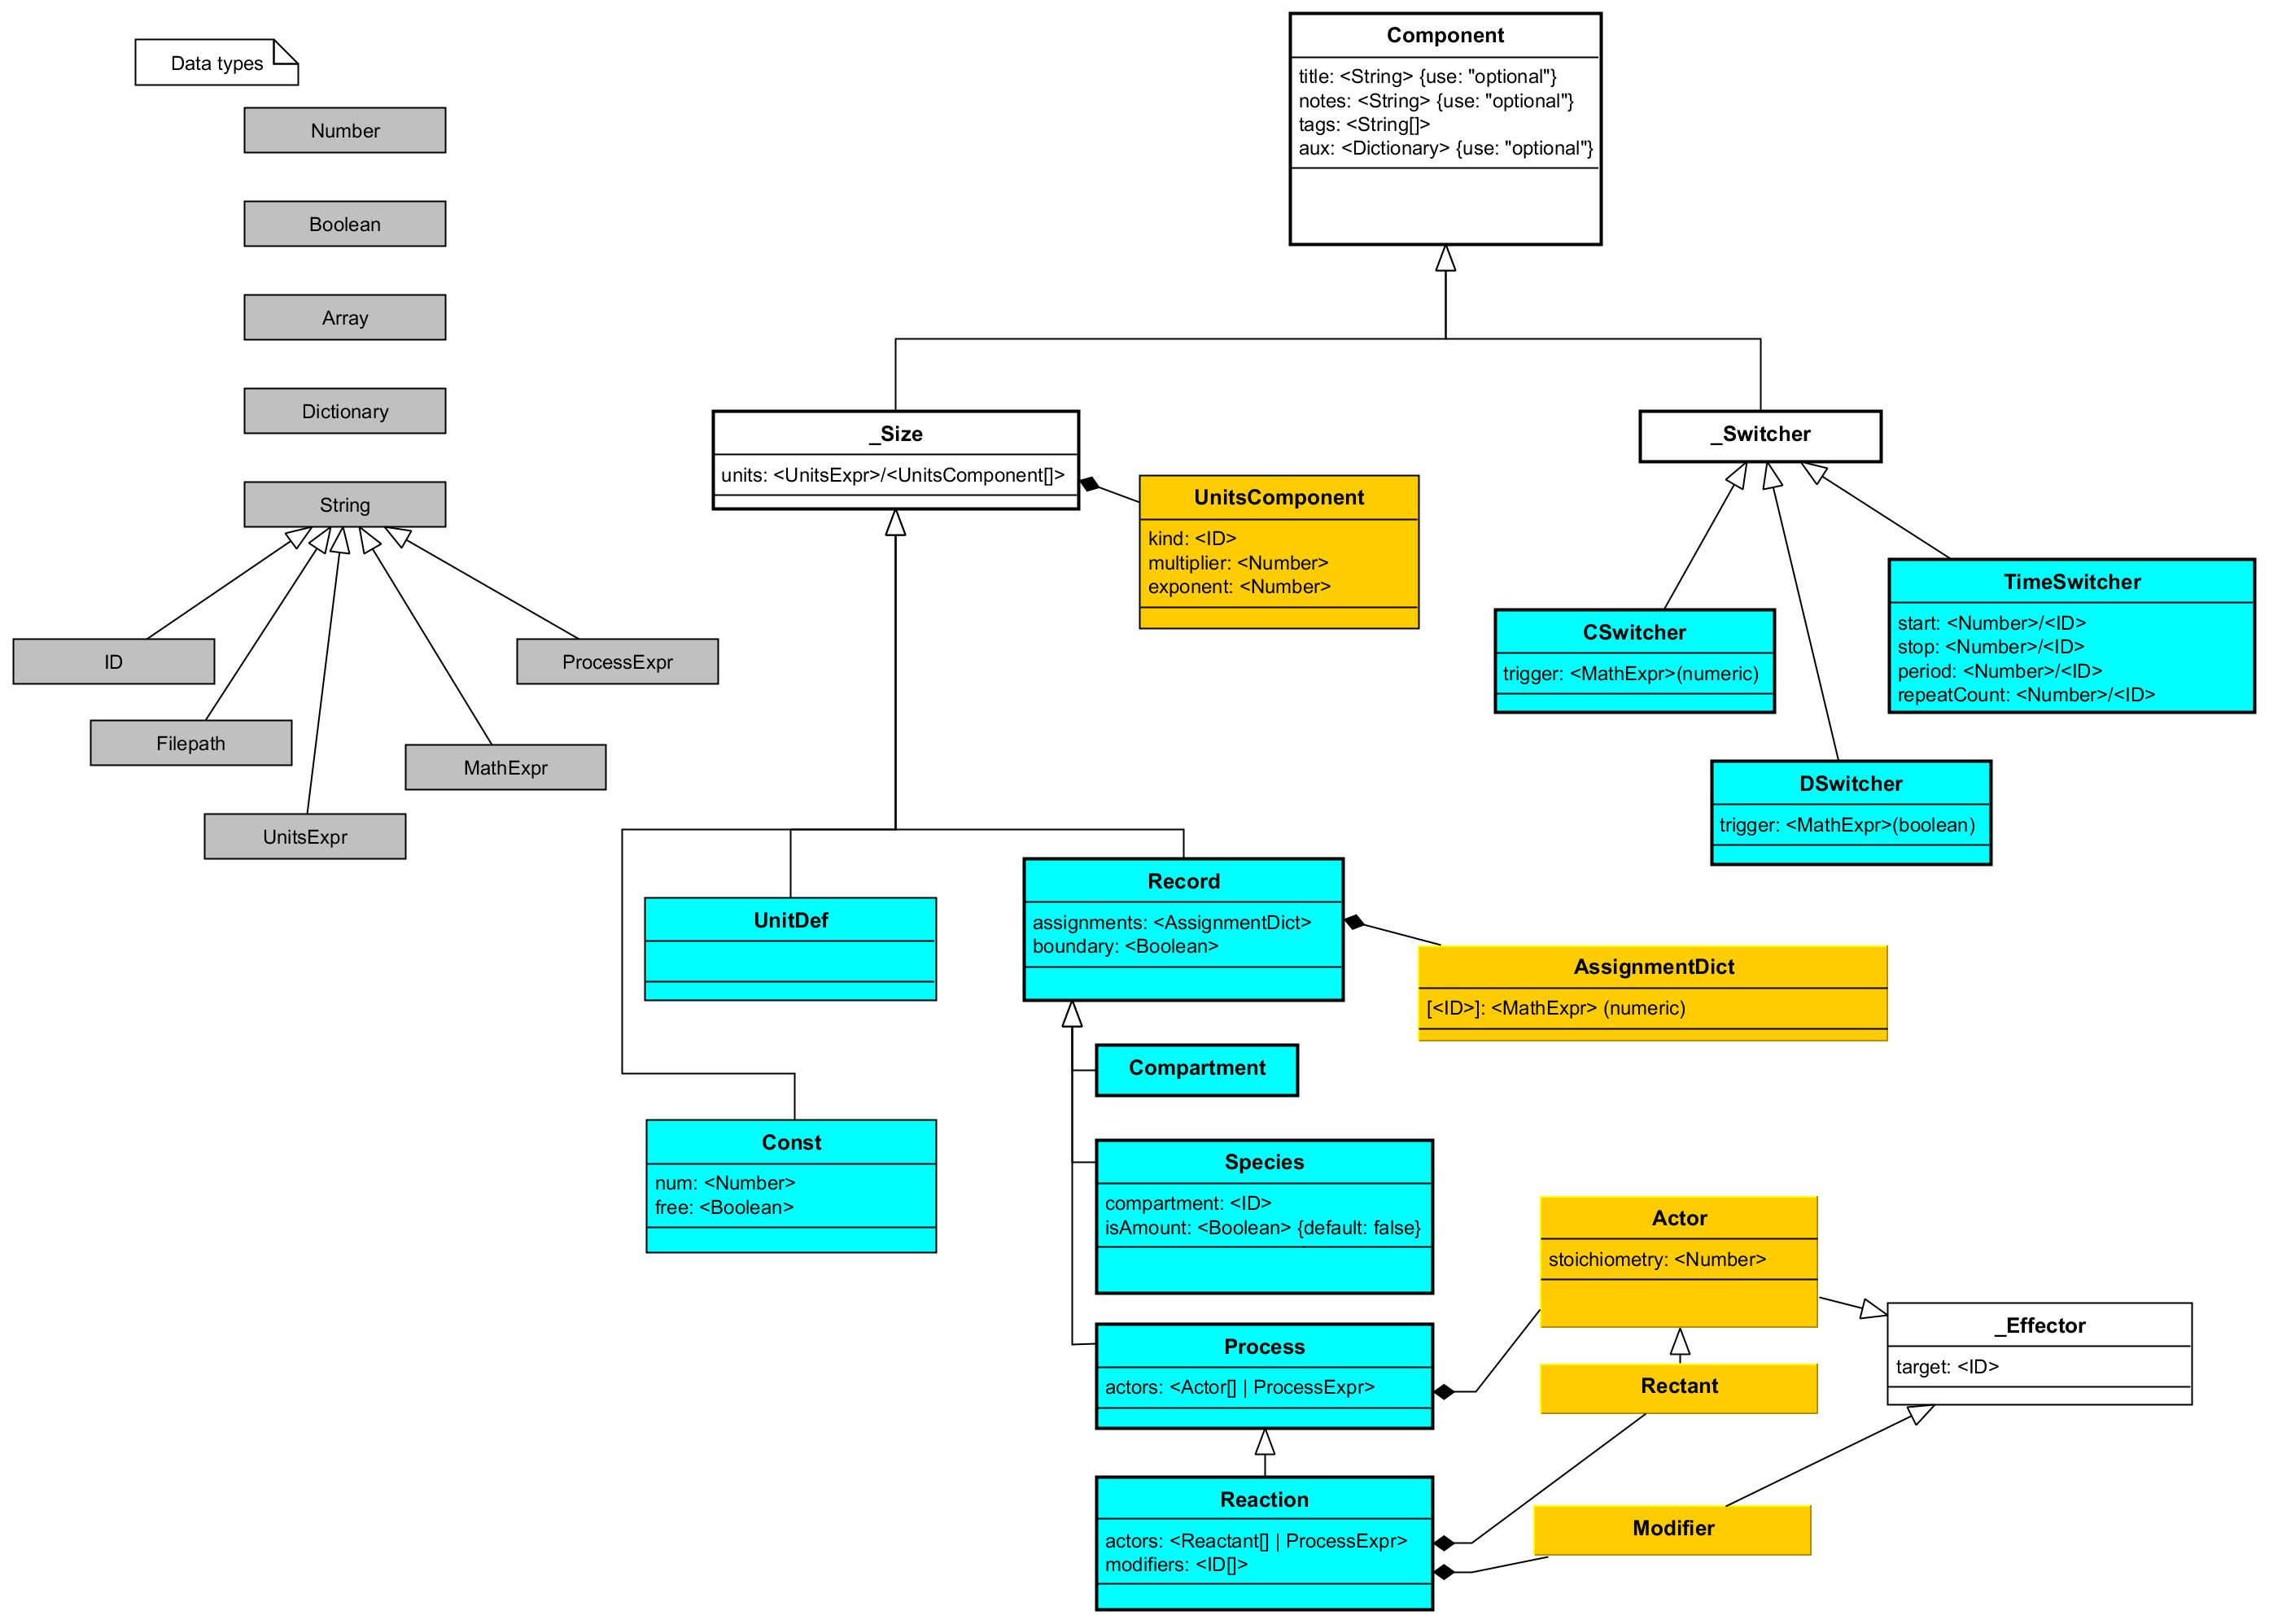 Data types
Number
Boolean
Array
Dictionary
String
ID
ProcessExpr
Filepath
MathExpr
UnitsExpr
Component
title: <String> {use: "optional"}
notes: <String> {use: "optional"}
tags: <String[]>
aux: <Dictionary> {use: "optional"}
_Size
units: <UnitsExpr>/<UnitsComponent[]>
UnitsComponent
kind: <ID>
multiplier: <Number>
exponent: <Number>
_Switcher
CSwitcher
trigger: <MathExpr>(numeric)
TimeSwitcher
start: <Number>/<ID>
stop: <Number>/<ID>
period: <Number>/<ID>
repeatCount: <Number>/<ID>
DSwitcher
trigger: <MathExpr>(boolean)
UnitDef
Record
assignments: <AssignmentDict>
boundary: <Boolean>
AssignmentDict
[<ID>]: <MathExpr> (numeric)
Compartment
Const
num: <Number>
free: <Boolean>
Species
compartment: <ID>
isAmount: <Boolean> {default: false}
Actor
stoichiometry: <Number>
_Effector
target: <ID>
Process
actors: <Actor[] | ProcessExpr>
Rectant
Reaction
actors: <Reactant[] | ProcessExpr>
modifiers: <ID[]>
Modifier